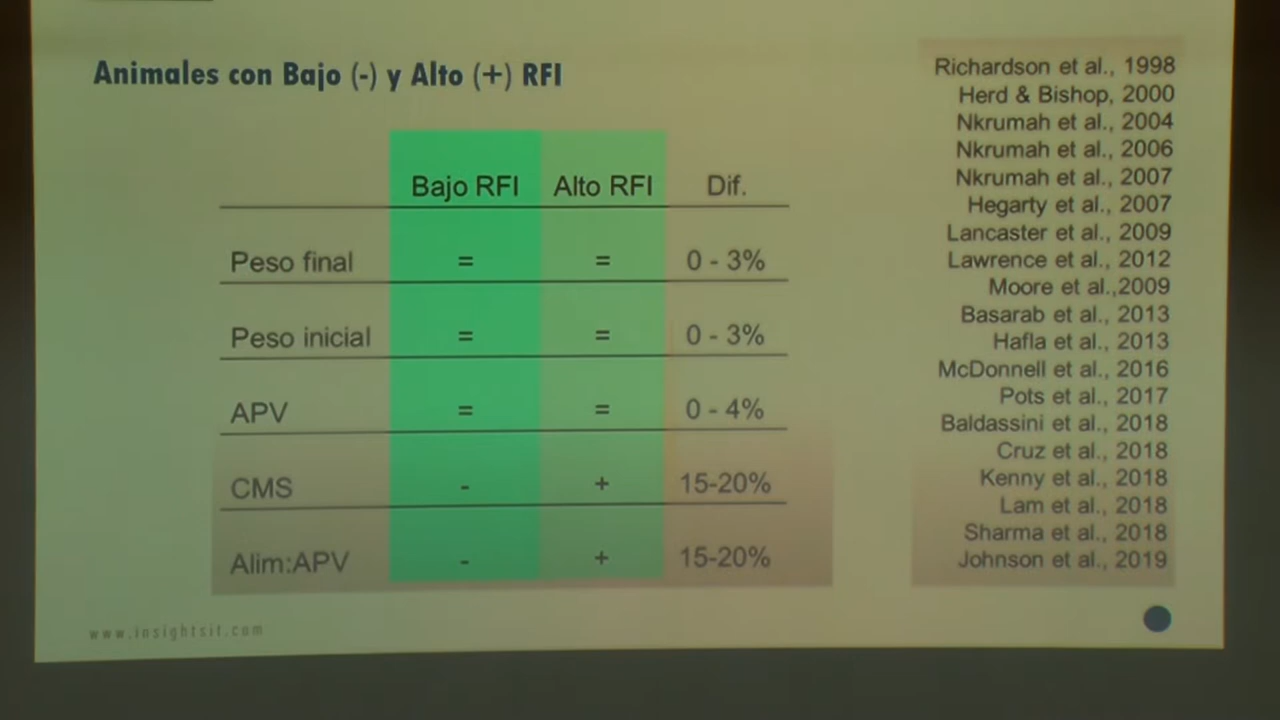 Animales con Bajo (-) y Alto (+) RFI
Bajo RFI Alto RFI Dif.
Peso final = = 0 - 3%
Peso inicial = = 0 - 3%
APV = = 0 - 4%
CMS - + 15-20%
Alim:APV - + 15-20%
Richardson et al., 1998
Herd & Bishop, 2000
Nkrumah et al., 2004
Nkrumah et al., 2006
Nkrumah et al., 2007
Hegarty et al., 2007
Lancaster et al., 2009
Lawrence et al., 2012
Moore et al.,2009
Basarab et al., 2013
Hafla et al., 2013
McDonnell et al., 2016
Pots et al., 2017
Baldassini et al., 2018
Cruz et al., 2018
Kenny et al., 2018
Lam et al., 2018
Sharma et al., 2018
Johnson et al., 2019
www.insightsit.com